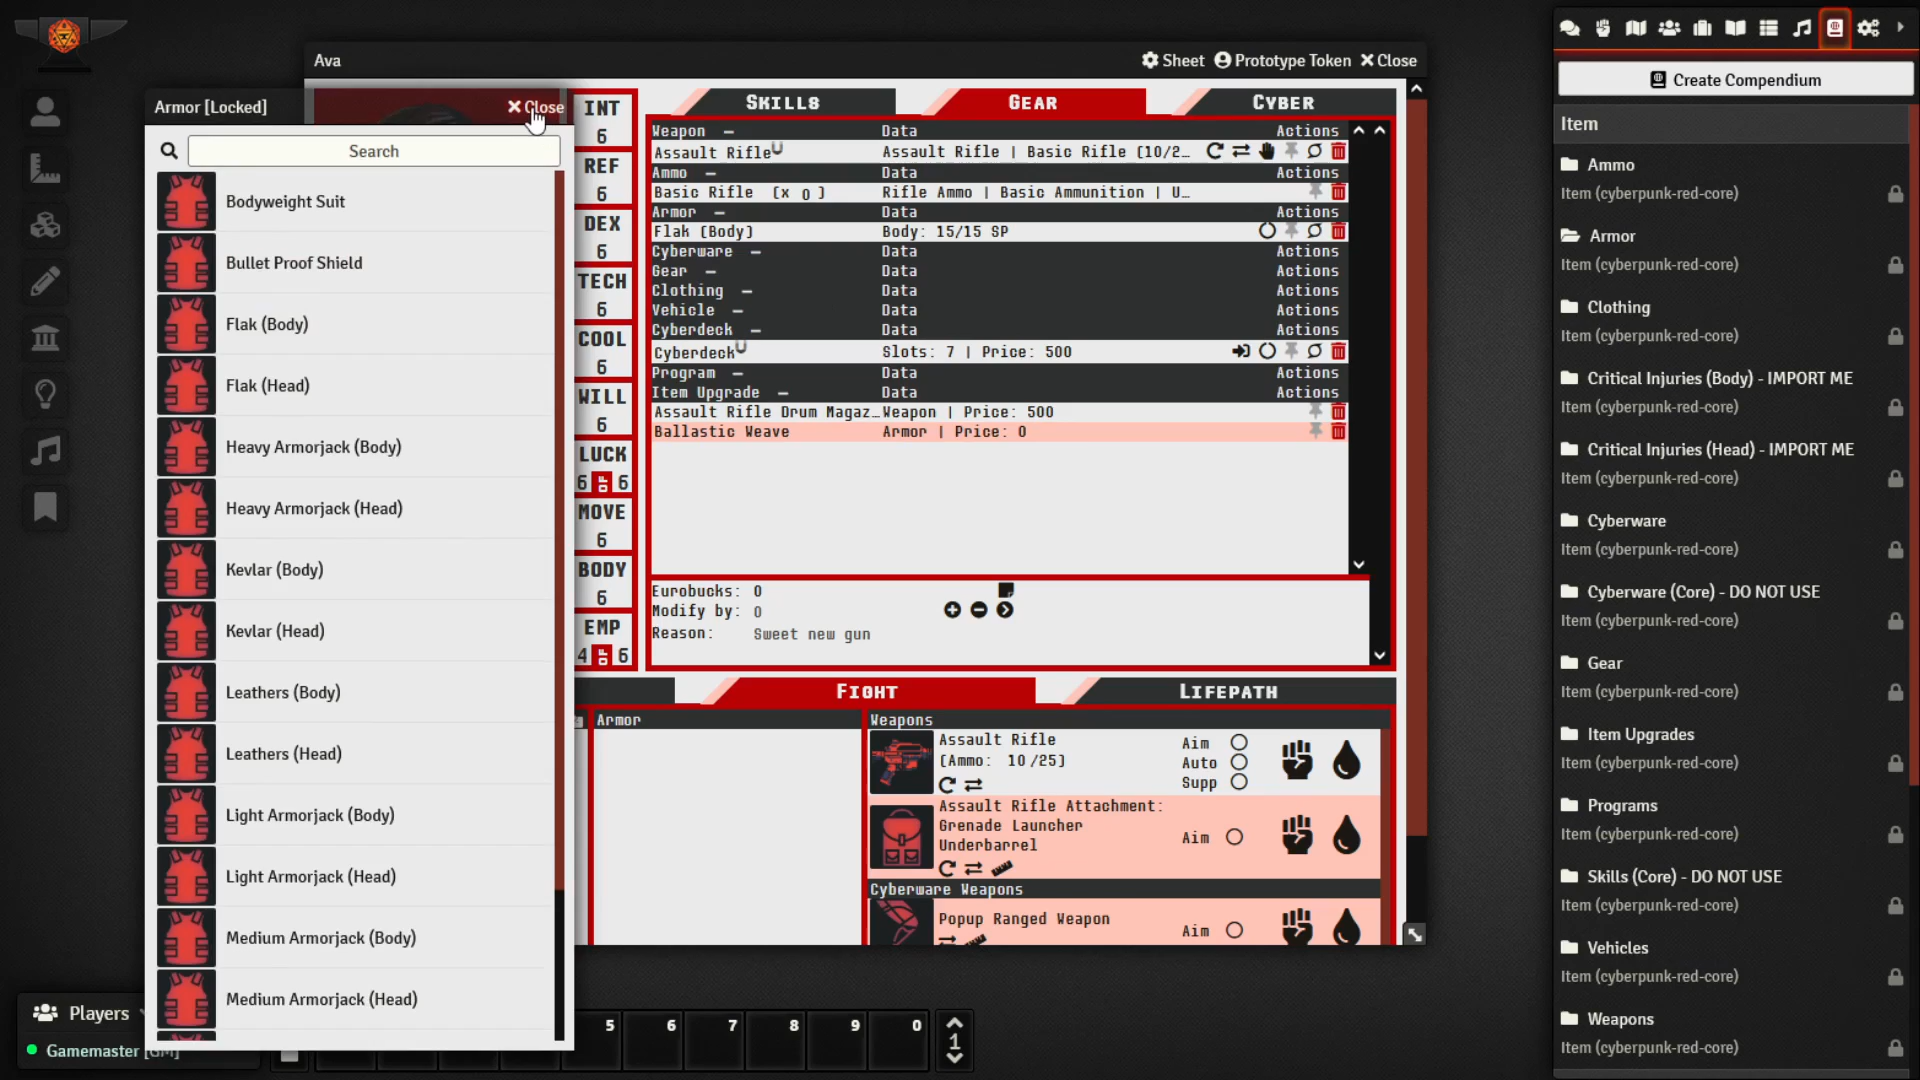 Ava
Sheet Prototype Token Close
Armor [Locked]
Close
Search
Bodyweight Suit
Bullet Proof Shield
Flak (Body)
Flak (Head)
Heavy Armorjack (Body)
Heavy Armorjack (Head)
Kevlar (Body)
Kevlar (Head)
Leathers (Body)
Leathers (Head)
Light Armorjack (Body)
Light Armorjack (Head)
Medium Armorjack (Body)
Medium Armorjack (Head)
INT
6
REF
6
DEX
6
TECH
6
COOL
6
WILL
6
LUCK
6 OF 6
MOVE
6
BODY
6
EMP
4 OF 6
Skills Gear Cyber
Weapon — Data Actions
Assault Rifle Assault Rifle | Basic Rifle (10/2…
Ammo — Data Actions
Basic Rifle (x 0 ) Rifle Ammo | Basic Ammunition | U…
Armor — Data Actions
Flak (Body) Body: 15/15 SP
Cyberware — Data Actions
Gear — Data Actions
Clothing — Data Actions
Vehicle — Data Actions
Cyberdeck — Data Actions
Cyberdeck Slots: 7 | Price: 500
Program — Data Actions
Item Upgrade — Data Actions
Assault Rifle Drum Magaz… Weapon | Price: 500
Ballastic Weave Armor | Price: 0
Eurobucks: 0
Modify by: 0
Reason: Sweet new gun
Fight Lifepath
Armor
Weapons
Assault Rifle
(Ammo: 10/25)
Aim
Auto
Supp
Assault Rifle Attachment:
Grenade Launcher
Underbarrel
Aim
Cyberware Weapons
Popup Ranged Weapon
Aim
Players
Gamemaster [GM]
5 6 7 8 9 0
1
Create Compendium
Item
Ammo
Item (cyberpunk-red-core)
Armor
Item (cyberpunk-red-core)
Clothing
Item (cyberpunk-red-core)
Critical Injuries (Body) - IMPORT ME
Item (cyberpunk-red-core)
Critical Injuries (Head) - IMPORT ME
Item (cyberpunk-red-core)
Cyberware
Item (cyberpunk-red-core)
Cyberware (Core) - DO NOT USE
Item (cyberpunk-red-core)
Gear
Item (cyberpunk-red-core)
Item Upgrades
Item (cyberpunk-red-core)
Programs
Item (cyberpunk-red-core)
Skills (Core) - DO NOT USE
Item (cyberpunk-red-core)
Vehicles
Item (cyberpunk-red-core)
Weapons
Item (cyberpunk-red-core)